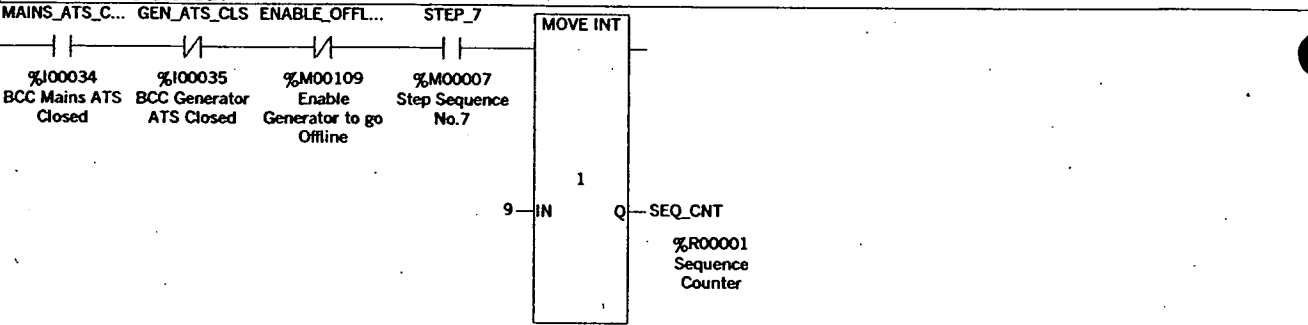 MAINS_ATS_C... GEN_ATS_CLS ENABLE_OFFL... STEP_7
MOVE INT
%I00034 %I00035 %M00109 %M00007
BCC Mains ATS BCC Generator Enable Step Sequence
Closed ATS Closed Generator to go No.7
Offline
1
9 IN Q SEQ_CNT
%R00001
Sequence
Counter